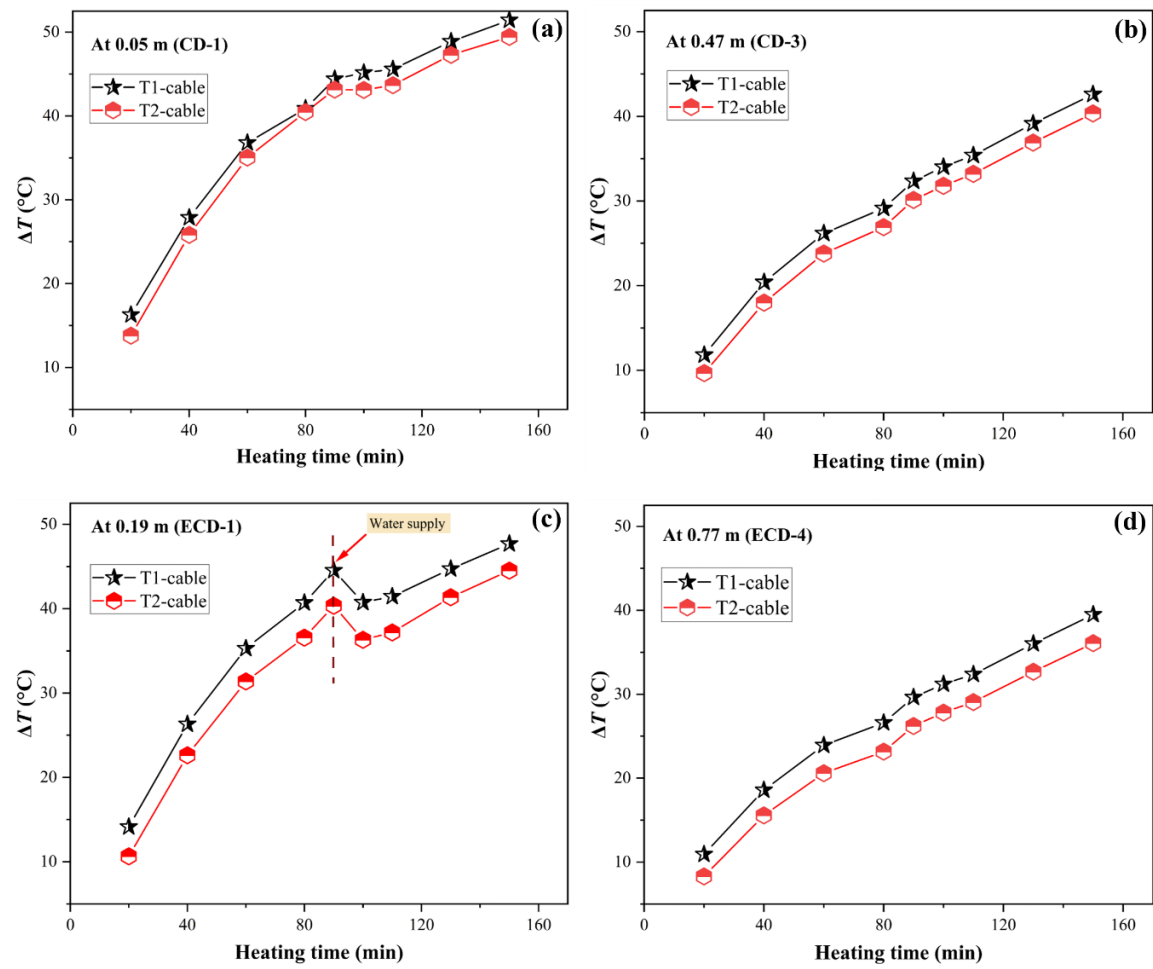 (a)
At 0.05 m (CD-1)
T1-cable
T2-cable
ΔT (°C)
50
40
30
20
10
0 40 80 120 160
Heating time (min)
(b)
At 0.47 m (CD-3)
T1-cable
T2-cable
ΔT (°C)
50
40
30
20
10
0 40 80 120 160
Heating time (min)
(c)
At 0.19 m (ECD-1)
Water supply
T1-cable
T2-cable
ΔT (°C)
50
40
30
20
10
0 40 80 120 160
Heating time (min)
(d)
At 0.77 m (ECD-4)
T1-cable
T2-cable
ΔT (°C)
50
40
30
20
10
0 40 80 120 160
Heating time (min)